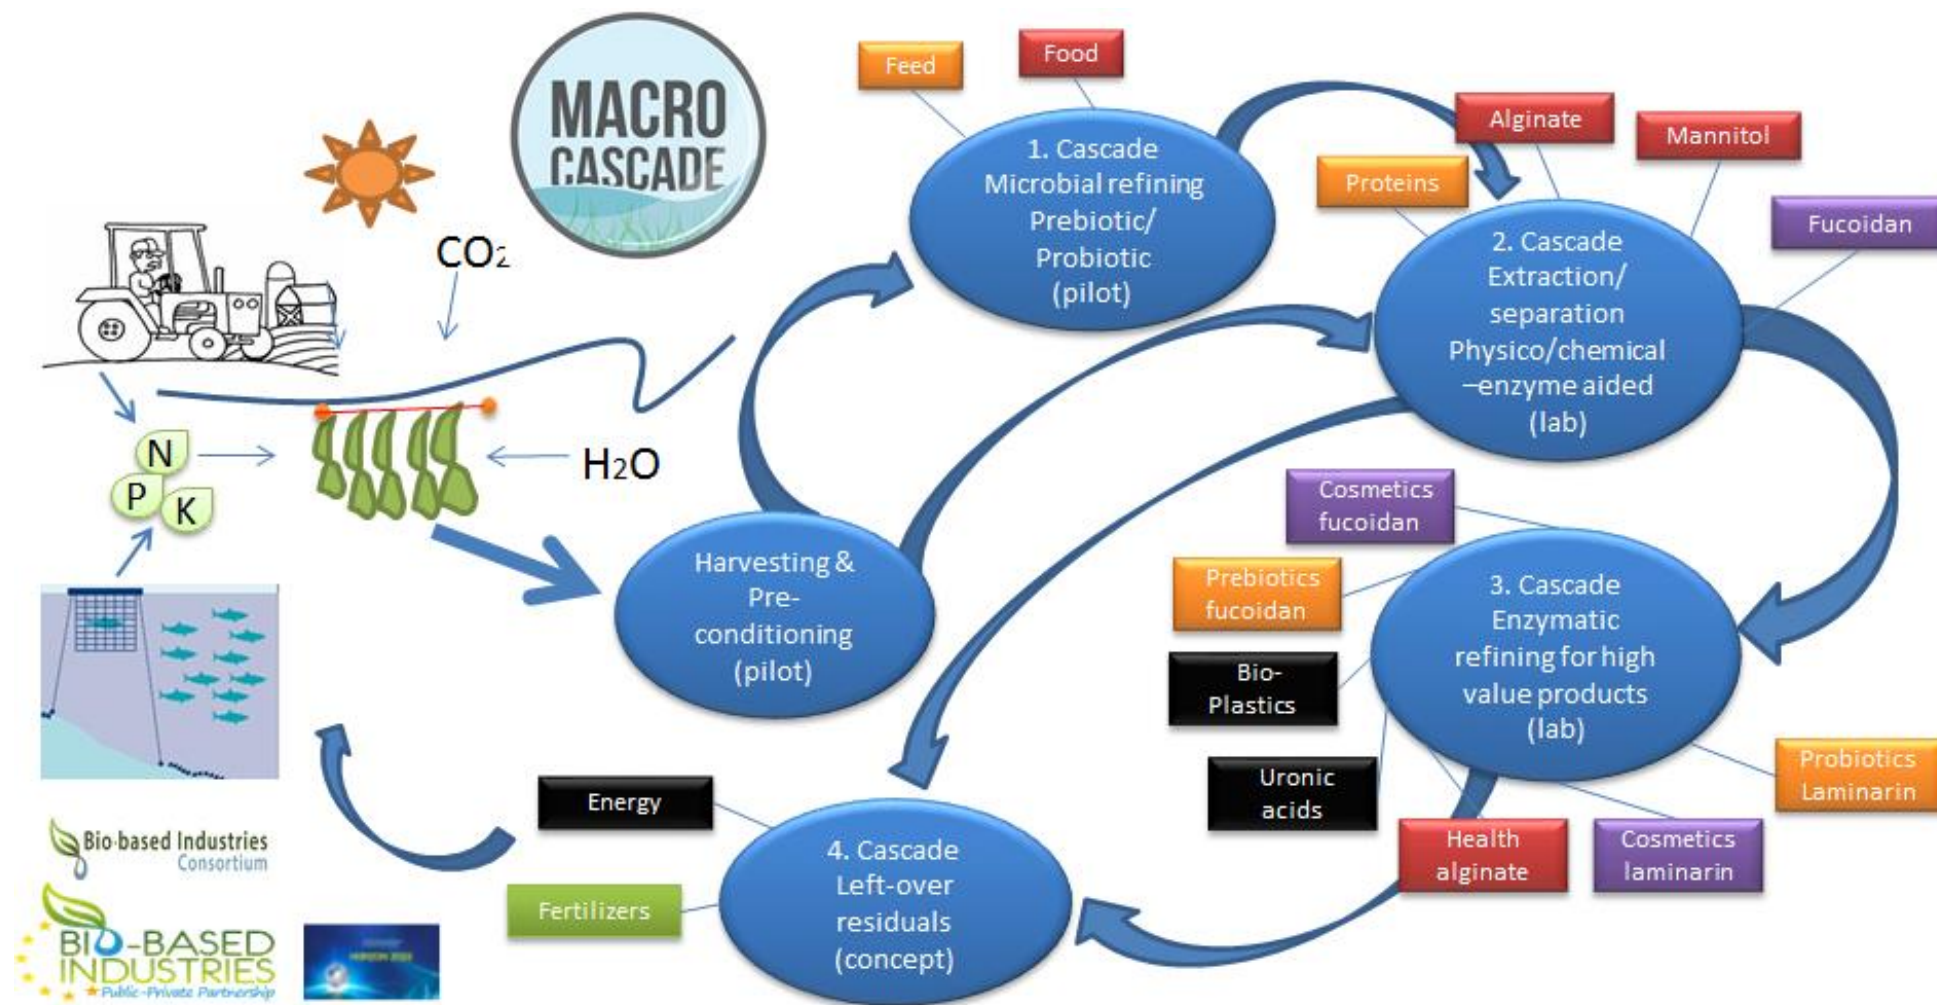 MACRO
CASCADE
CO2
N
P
K
H2O
Harvesting &
Pre-
conditioning
(pilot)
Feed
Food
1. Cascade
Microbial refining
Prebiotic/
Probiotic
(pilot)
Alginate
Mannitol
Proteins
Fucoidan
2. Cascade
Extraction/
separation
Physico/chemical
–enzyme aided
(lab)
Cosmetics
fucoidan
Prebiotics
fucoidan
Bio-
Plastics
Uronic
acids
3. Cascade
Enzymatic
refining for high
value products
(lab)
Probiotics
Laminarin
Health
alginate
Cosmetics
laminarin
Energy
Fertilizers
4. Cascade
Left-over
residuals
(concept)
Bio-based Industries
Consortium
BIO-BASED
INDUSTRIES
Public-Private Partnership